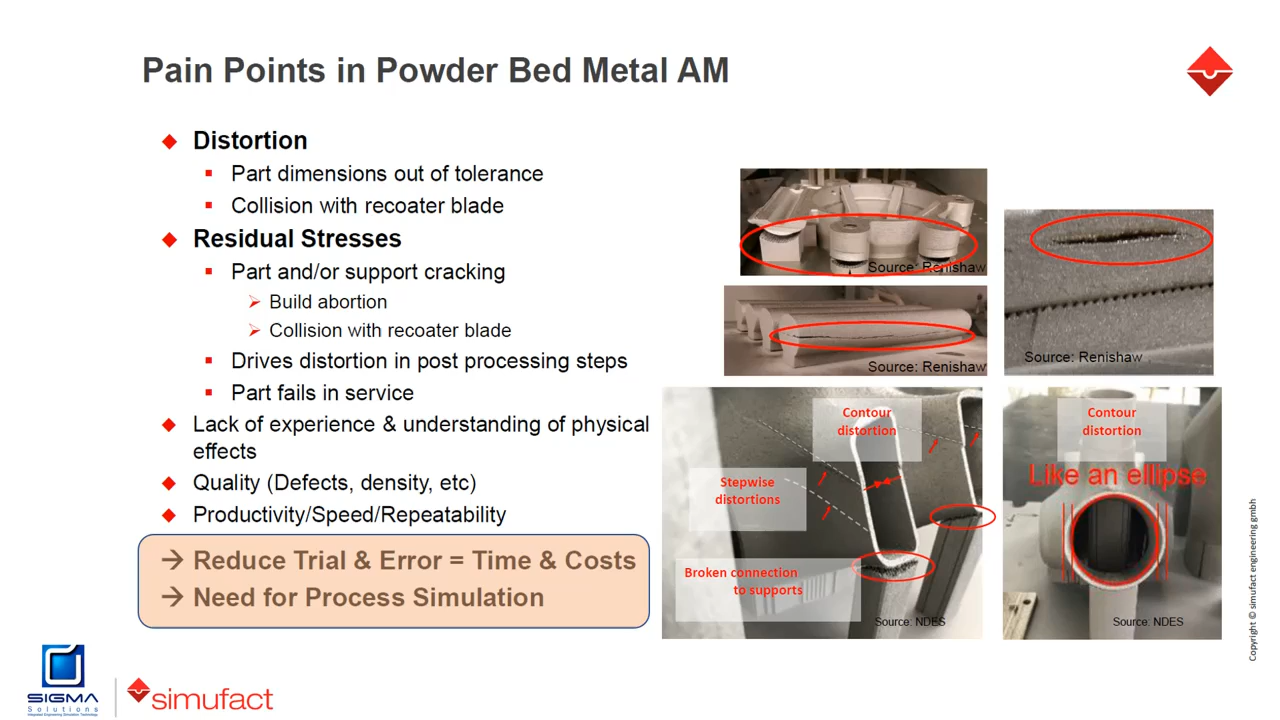 Pain Points in Powder Bed Metal AM
Distortion
Part dimensions out of tolerance
Collision with recoater blade
Residual Stresses
Part and/or support cracking
Build abortion
Collision with recoater blade
Drives distortion in post processing steps
Part fails in service
Lack of experience & understanding of physical
effects
Quality (Defects, density, etc)
Productivity/Speed/Repeatability
→ Reduce Trial & Error = Time & Costs
→ Need for Process Simulation
Source: Renishaw
Source: Renishaw
Source: Renishaw
Contour
distortion
Stepwise
distortions
Broken connection
to supports
Source: NDES
Contour
distortion
Like an ellipse
Source: NDES
Copyright © simufact engineering gmbh
SIGMA
Solutions
Integrated Engineering Simulation Technology
simufact